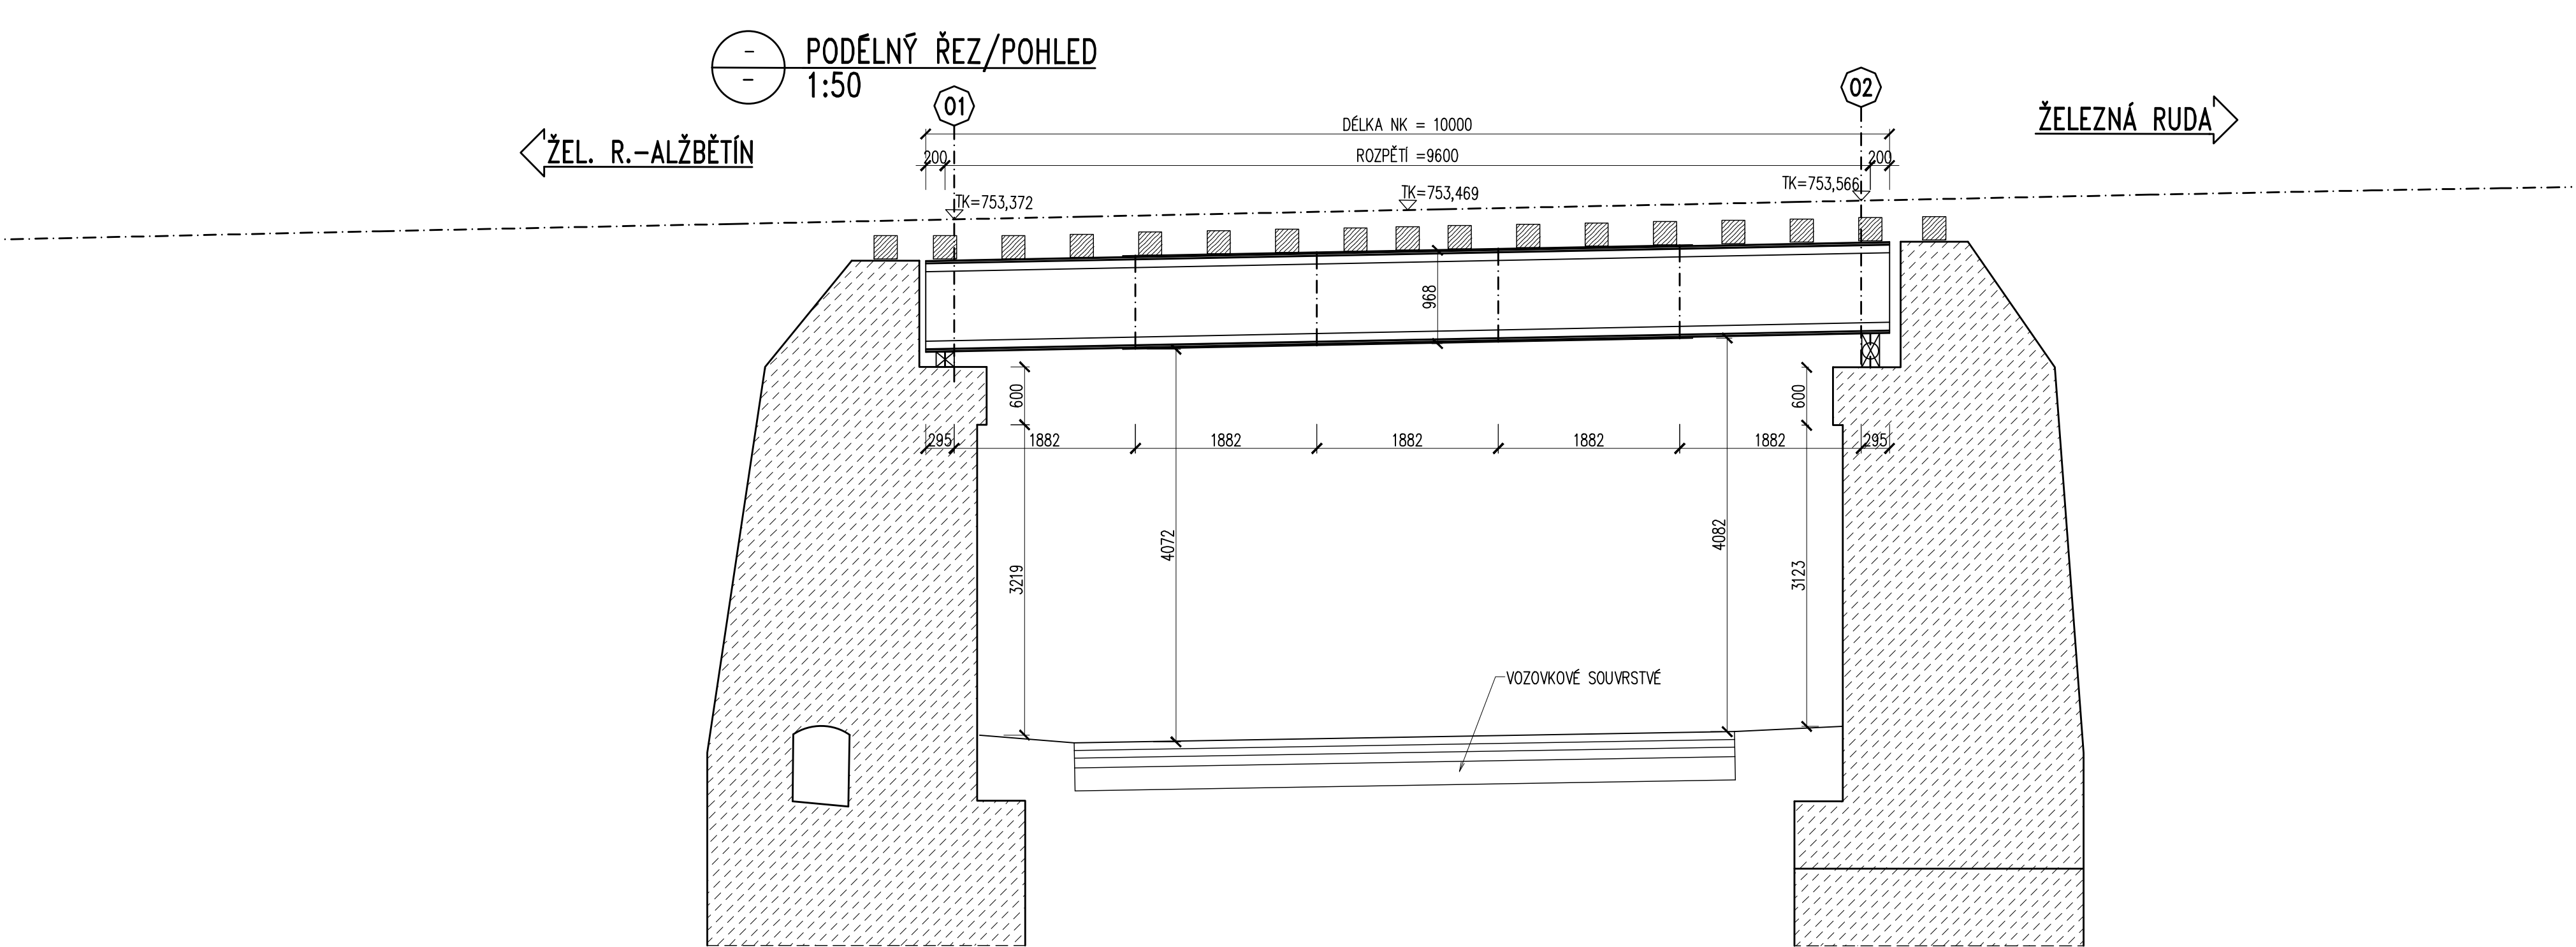 -
-
PODÉLNÝ ŘEZ/POHLED
1:50
01
02
ŽEL. R.-ALŽBĚTÍN
ŽELEZNÁ RUDA
DÉLKA NK = 10000
200
ROZPĚTÍ =9600
200
TK=753,372
TK=753,469
TK=753,566
968
600
600
295
1882
1882
1882
1882
1882
295
4072
4082
3219
3123
VOZOVKOVÉ SOUVRSTVÉ